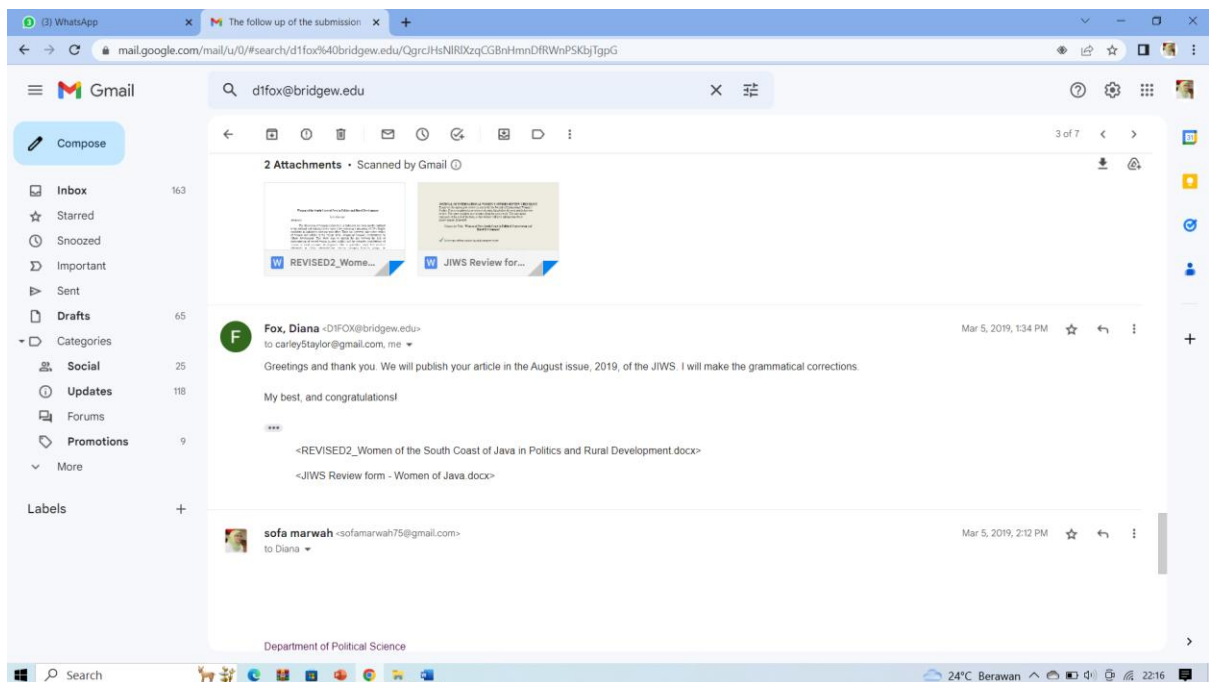 (3) WhatsApp
The follow up of the submission
mail.google.com/mail/u/0/#search/d1fox%40bridgew.edu/QgrcJHsNlRlXzqCGBnHmnDfRWnPSKbjTgpG
Gmail
d1fox@bridgew.edu
Compose
3 of 7
2 Attachments • Scanned by Gmail
Inbox 163
Starred
Snoozed
Important
Sent
Drafts 65
Categories
Social 25
Updates 118
Forums
Promotions 9
More
Labels
REVISED2_Wome...
JIWS Review for...
Fox, Diana <D1FOX@bridgew.edu> Mar 5, 2019, 1:34 PM
to carley5taylor@gmail.com, me
Greetings and thank you. We will publish your article in the August issue, 2019, of the JIWS. I will make the grammatical corrections.
My best, and congratulations!
<REVISED2_Women of the South Coast of Java in Politics and Rural Development.docx>
<JIWS Review form - Women of Java.docx>
sofa marwah <sofamarwah75@gmail.com> Mar 5, 2019, 2:12 PM
to Diana
Department of Political Science
Search
24°C Berawan
22:16